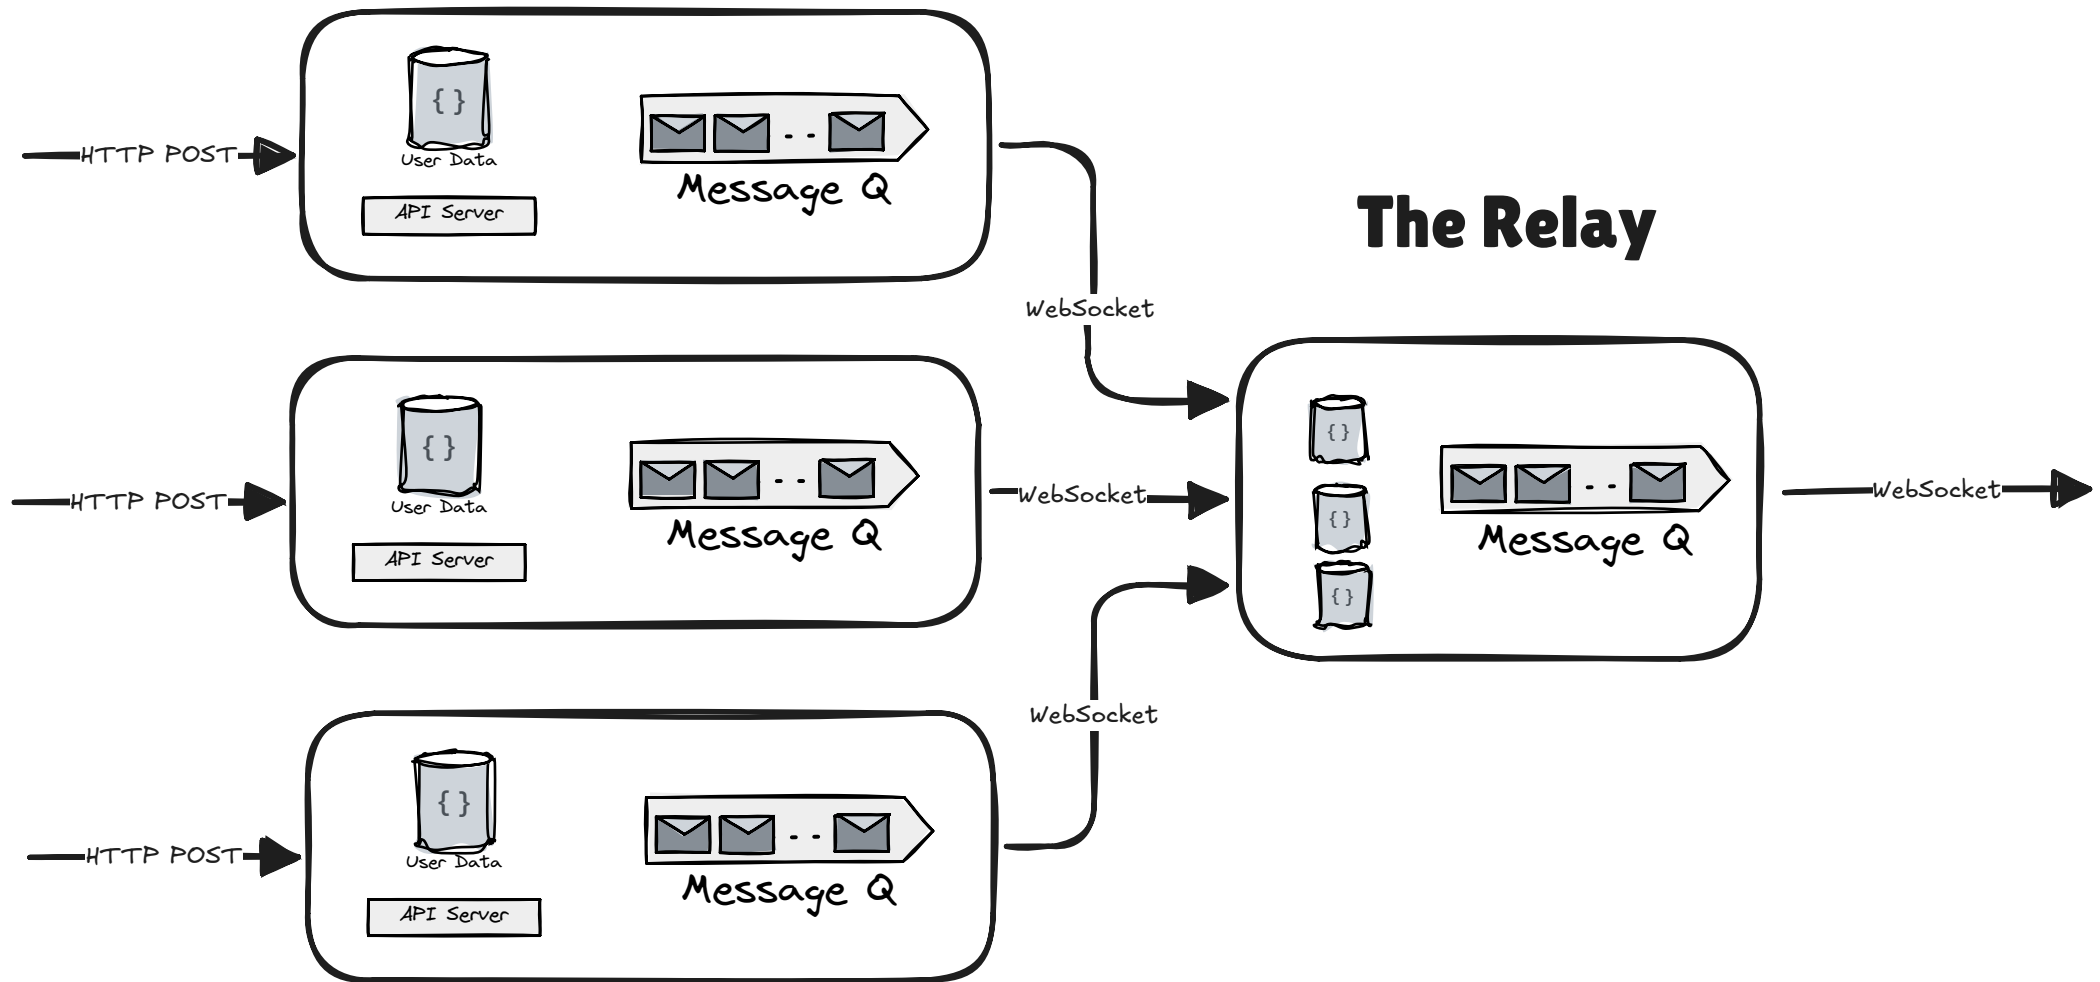 { }
HTTP POST
User Data
API Server
Message Q
WebSocket
The Relay
{ }
HTTP POST
User Data
API Server
Message Q
WebSocket
{ }
{ }
{ }
Message Q
WebSocket
WebSocket
{ }
HTTP POST
User Data
API Server
Message Q